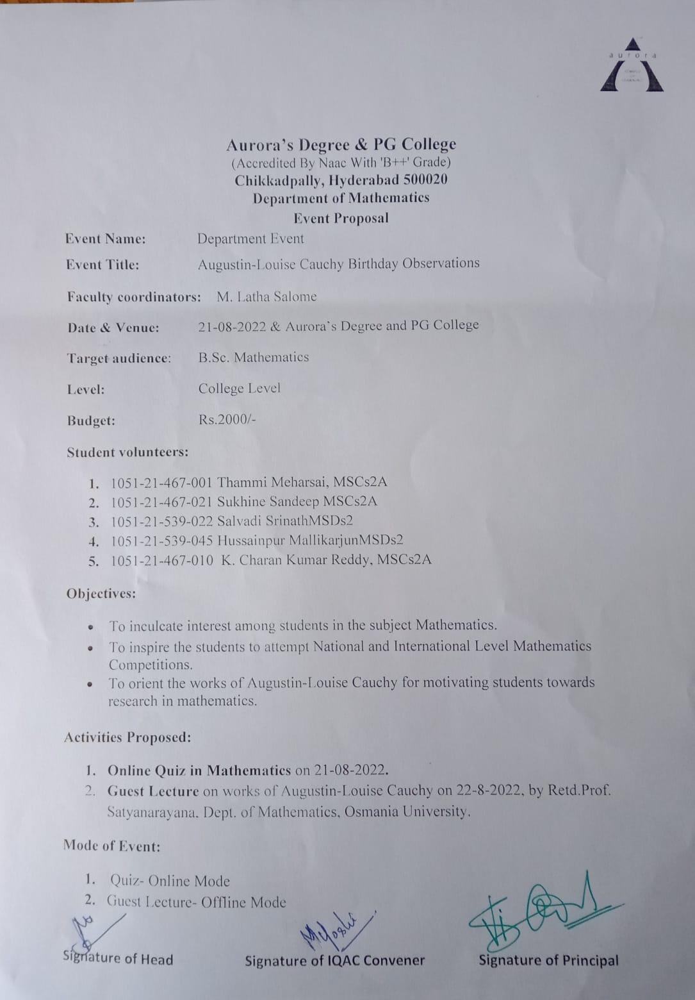 aurora
Aurora's Degree & PG College
(Accredited By Naac With 'B++' Grade)
Chikkadpally, Hyderabad 500020
Department of Mathematics
Event Proposal
Event Name: Department Event
Event Title: Augustin-Louise Cauchy Birthday Observations
Faculty coordinators: M. Latha Salome
Date & Venue: 21-08-2022 & Aurora's Degree and PG College
Target audience: B.Sc. Mathematics
Level: College Level
Budget: Rs.2000/-
Student volunteers:
1. 1051-21-467-001 Thammi Meharsai, MSCs2A
2. 1051-21-467-021 Sukhine Sandeep MSCs2A
3. 1051-21-539-022 Salvadi SrinathMSDs2
4. 1051-21-539-045 Hussainpur MallikarjunMSDs2
5. 1051-21-467-010 K. Charan Kumar Reddy, MSCs2A
Objectives:
• To inculcate interest among students in the subject Mathematics.
• To inspire the students to attempt National and International Level Mathematics
Competitions.
• To orient the works of Augustin-Louise Cauchy for motivating students towards
research in mathematics.
Activities Proposed:
1. Online Quiz in Mathematics on 21-08-2022.
2. Guest Lecture on works of Augustin-Louise Cauchy on 22-8-2022, by Retd.Prof.
Satyanarayana. Dept. of Mathematics, Osmania University.
Mode of Event:
1. Quiz- Online Mode
2. Guest Lecture- Offline Mode
Signature of Head Signature of IQAC Convener Signature of Principal